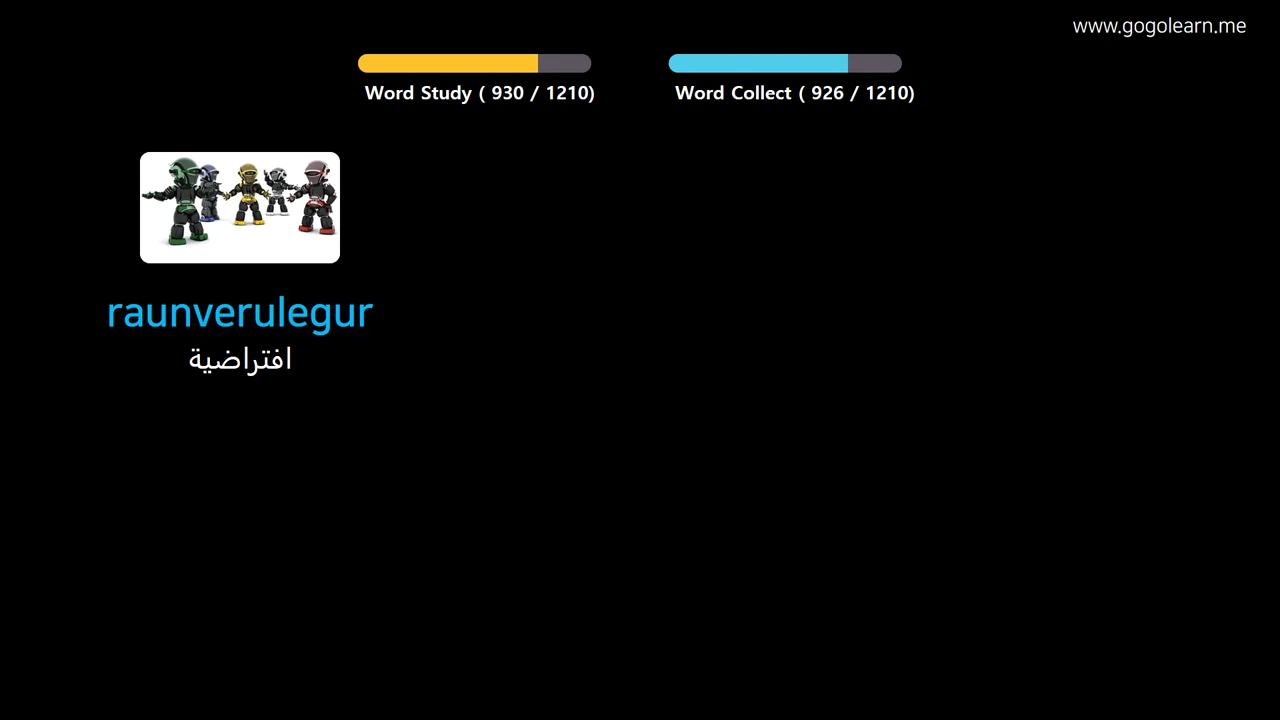 www.gogolearn.me
Word Study ( 930 / 1210)
Word Collect ( 926 / 1210)
raunverulegur
افتراضية